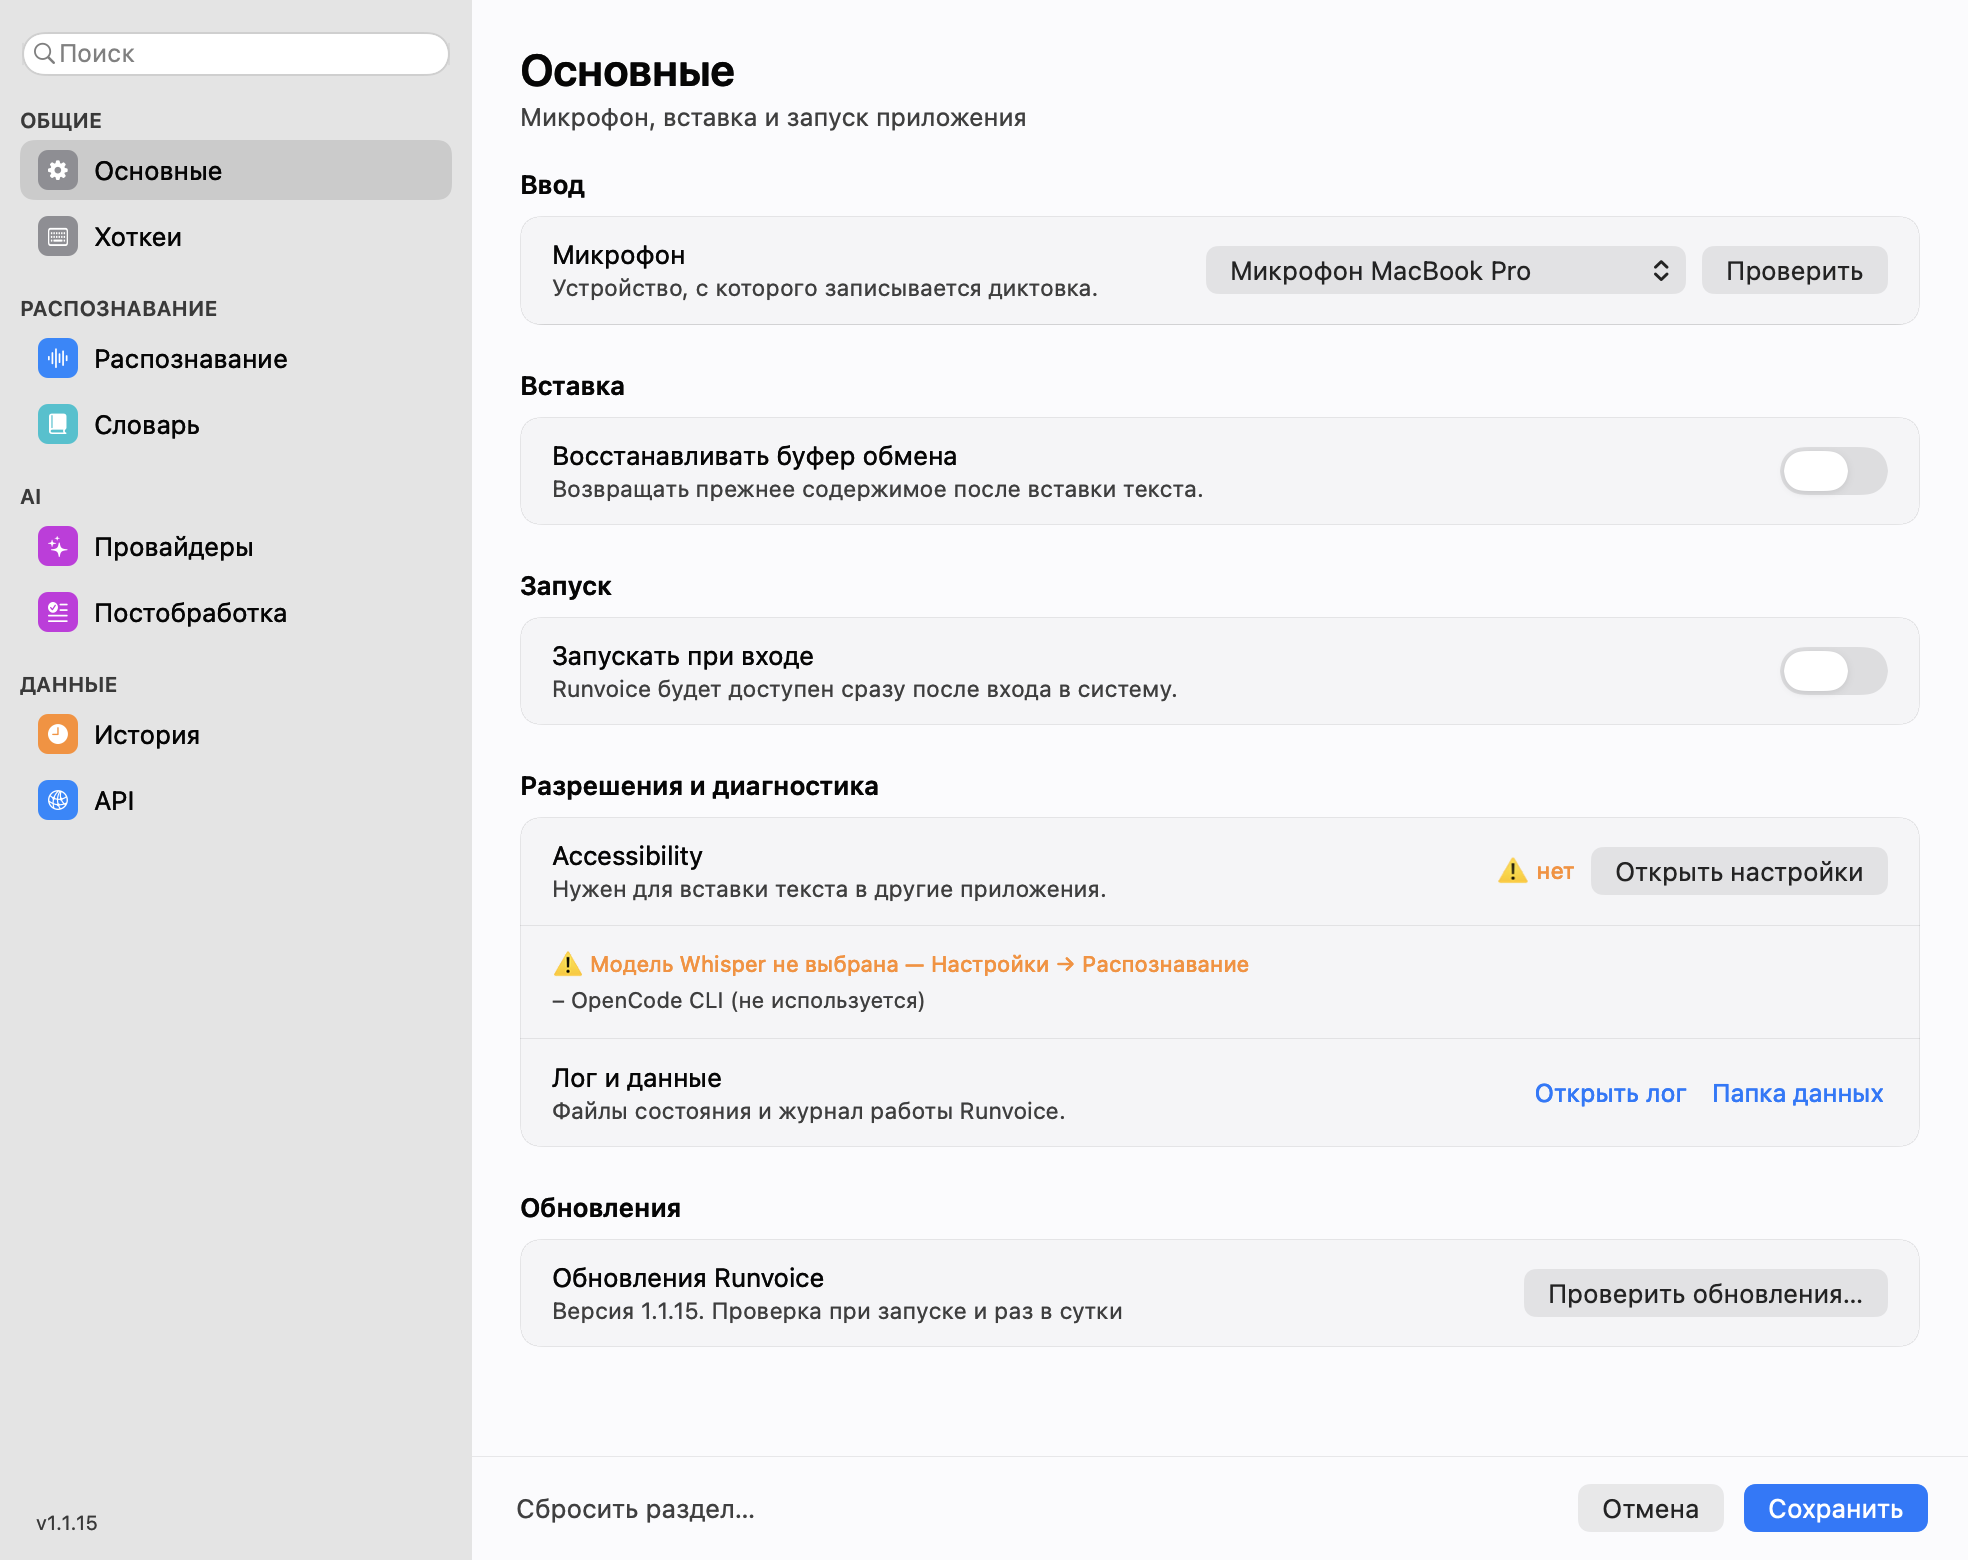 Поиск
ОБЩИЕ
Основные
Хоткеи
РАСПОЗНАВАНИЕ
Распознавание
Словарь
AI
Провайдеры
Постобработка
ДАННЫЕ
История
API
v1.1.15
Основные
Микрофон, вставка и запуск приложения
Ввод
Микрофон
Устройство, с которого записывается диктовка.
Микрофон MacBook Pro
Проверить
Вставка
Восстанавливать буфер обмена
Возвращать прежнее содержимое после вставки текста.
Запуск
Запускать при входе
Runvoice будет доступен сразу после входа в систему.
Разрешения и диагностика
Accessibility
Нужен для вставки текста в другие приложения.
⚠️ нет
Открыть настройки
⚠️ Модель Whisper не выбрана — Настройки → Распознавание
– OpenCode CLI (не используется)
Лог и данные
Файлы состояния и журнал работы Runvoice.
Открыть лог
Папка данных
Обновления
Обновления Runvoice
Версия 1.1.15. Проверка при запуске и раз в сутки
Проверить обновления...
Сбросить раздел...
Отмена
Сохранить